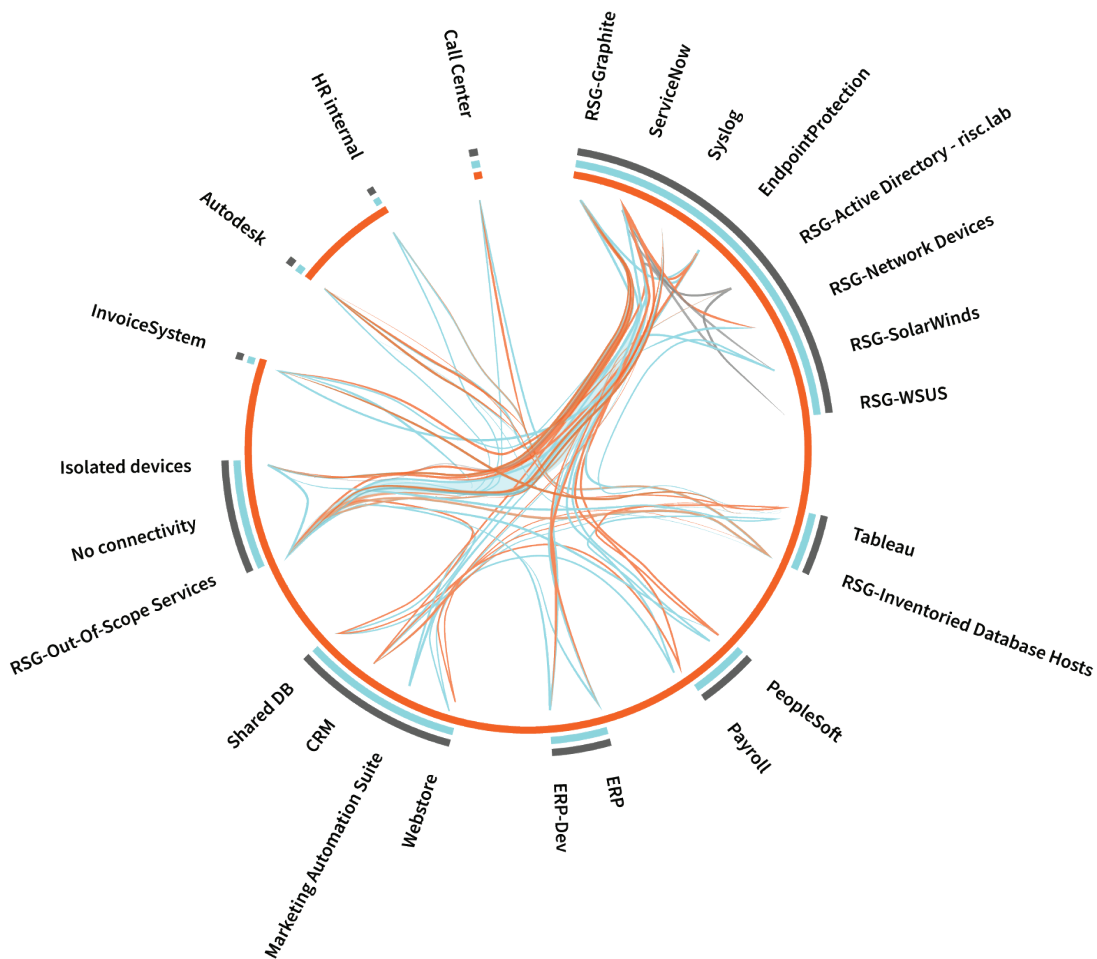 RSG-Graphite
ServiceNow
Syslog
EndpointProtection
RSG-Active Directory - risc.lab
RSG-Network Devices
RSG-SolarWinds
RSG-WSUS
Tableau
RSG-Inventoried Database Hosts
PeopleSoft
Payroll
ERP
ERP-Dev
Webstore
Marketing Automation Suite
CRM
Shared DB
RSG-Out-Of-Scope Services
No connectivity
Isolated devices
InvoiceSystem
Autodesk
HR internal
Call Center